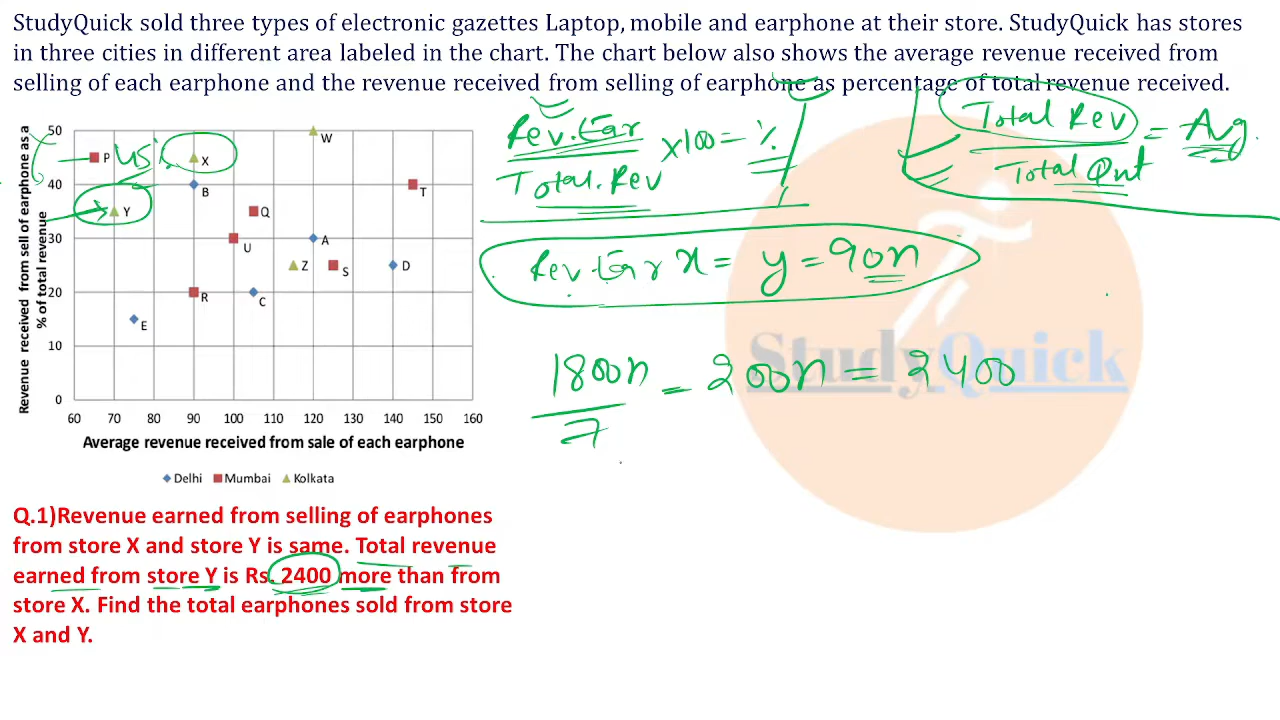 StudyQuick sold three types of electronic gazettes Laptop, mobile and earphone at their store. StudyQuick has stores
in three cities in different area labeled in the chart. The chart below also shows the average revenue received from
selling of each earphone and the revenue received from selling of earphone as percentage of total revenue received.
Rev.Ear
Total.Rev
×100 = %
Total Rev
Total Qnt
= Avg
Rev.Ear x = y = 90n
1800n
7
- 200n = 2400
StudyQuick
Revenue received from sell of earphone as a
% of total revenue
50
40
30
20
10
0
60 70 80 90 100 110 120 130 140 150 160
W
P 45%
X
B
T
Y
Q
U
A
Z
S
D
R
C
E
Average revenue received from sale of each earphone
Delhi Mumbai Kolkata
Q.1)Revenue earned from selling of earphones
from store X and store Y is same. Total revenue
earned from store Y is Rs. 2400 more than from
store X. Find the total earphones sold from store
X and Y.